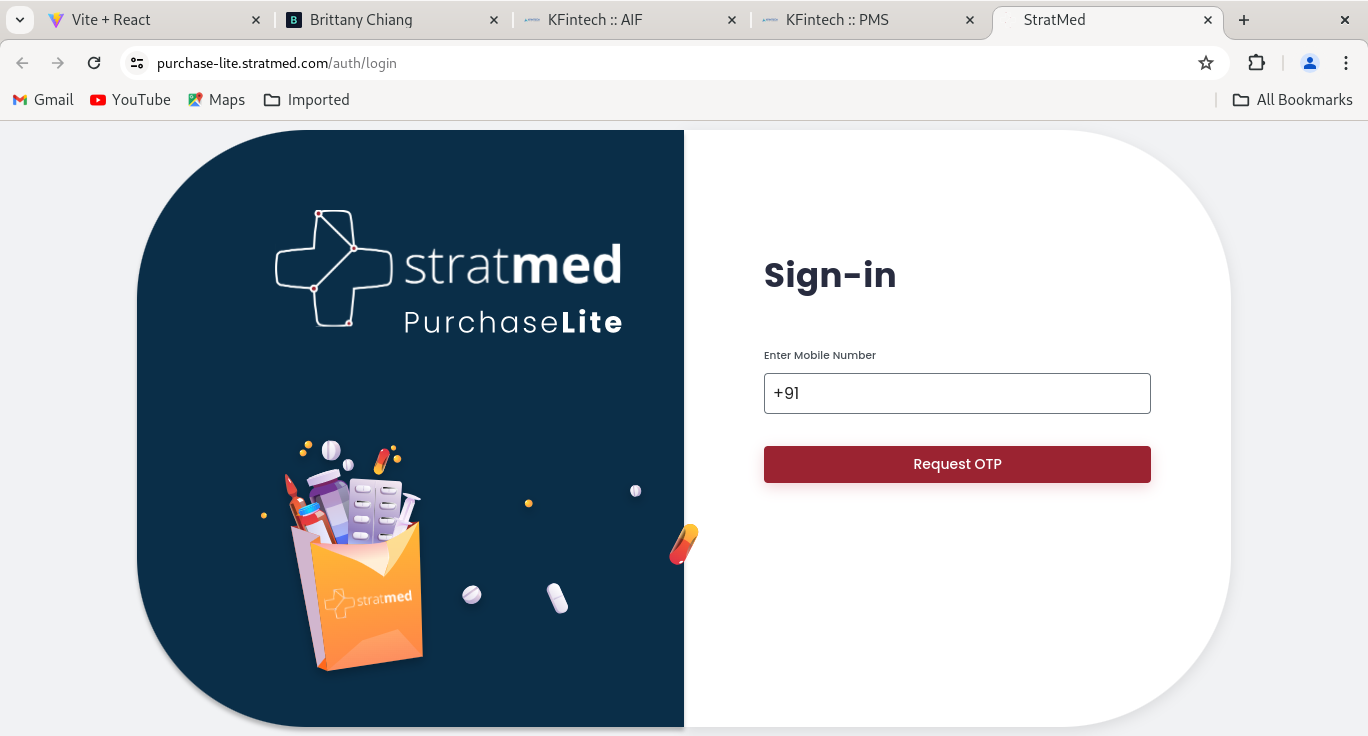 Vite + React
Brittany Chiang
KFintech :: AIF
KFintech :: PMS
StratMed
purchase-lite.stratmed.com/auth/login
Gmail
YouTube
Maps
Imported
All Bookmarks
stratmed
PurchaseLite
stratmed
Sign-in
Enter Mobile Number
+91
Request OTP